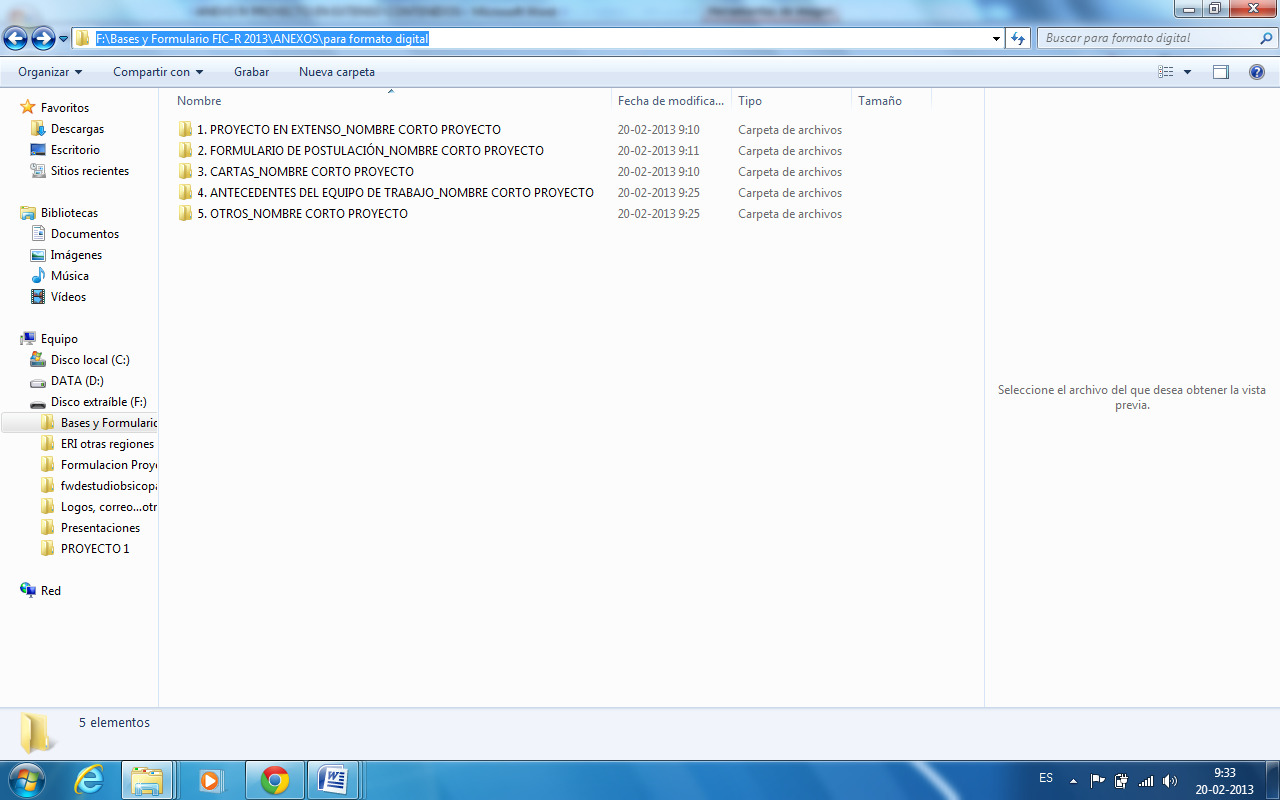 F:\Bases y Formulario FIC-R 2013\ANEXOS\para formato digital
Buscar para formato digital
Organizar
Compartir con
Grabar
Nueva carpeta
Favoritos
Descargas
Escritorio
Sitios recientes
Bibliotecas
Documentos
Imágenes
Música
Vídeos
Equipo
Disco local (C:)
DATA (D:)
Disco extraíble (F:)
Bases y Formulario
ERI otras regiones
Formulacion Proy
fwdestudiobsicopa
Logos, correo...otr
Presentaciones
PROYECTO 1
Red
Nombre Fecha de modifica... Tipo Tamaño
1. PROYECTO EN EXTENSO_NOMBRE CORTO PROYECTO 20-02-2013 9:10 Carpeta de archivos
2. FORMULARIO DE POSTULACIÓN_NOMBRE CORTO PROYECTO 20-02-2013 9:11 Carpeta de archivos
3. CARTAS_NOMBRE CORTO PROYECTO 20-02-2013 9:10 Carpeta de archivos
4. ANTECEDENTES DEL EQUIPO DE TRABAJO_NOMBRE CORTO PROYECTO 20-02-2013 9:25 Carpeta de archivos
5. OTROS_NOMBRE CORTO PROYECTO 20-02-2013 9:25 Carpeta de archivos
Seleccione el archivo del que desea obtener la vista
previa.
5 elementos
ES
9:33
20-02-2013